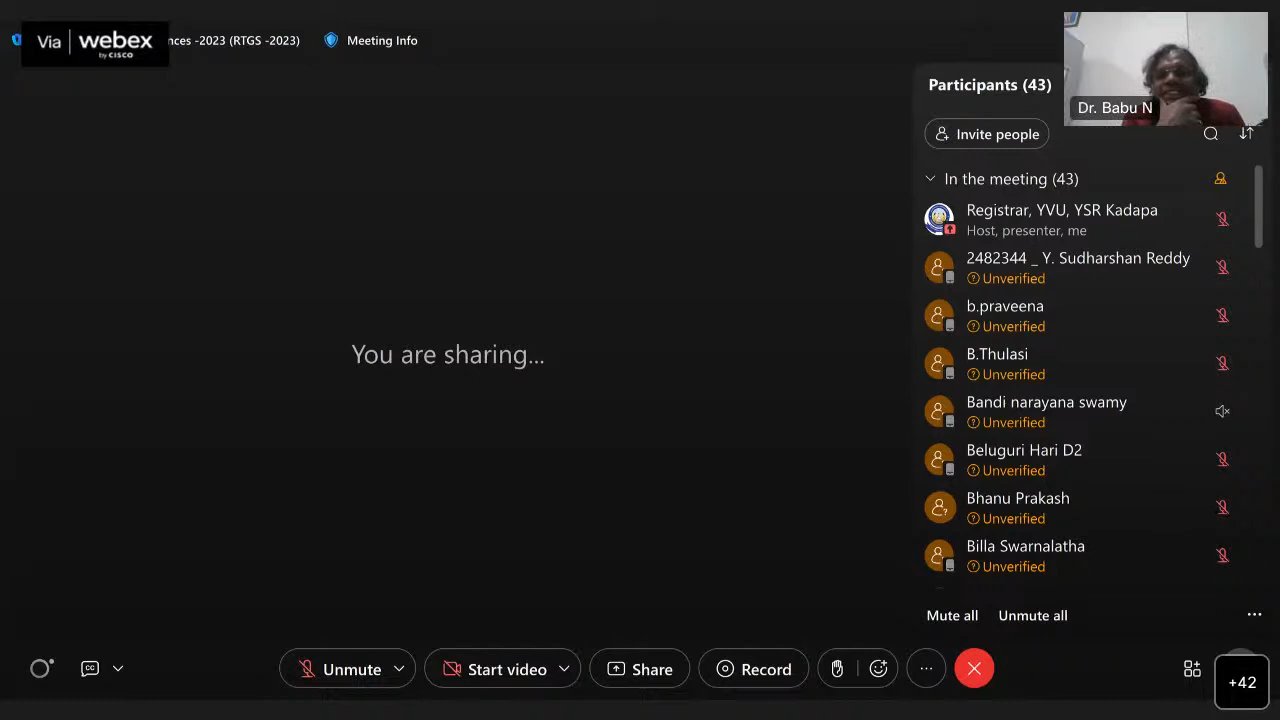 Via | webex
by CISCO
nces -2023 (RTGS -2023)
Meeting Info
Dr. Babu N
Participants (43)
Invite people
In the meeting (43)
Registrar, YVU, YSR Kadapa
Host, presenter, me
2482344 _ Y. Sudharshan Reddy
Unverified
b.praveena
Unverified
B.Thulasi
Unverified
Bandi narayana swamy
Unverified
Beluguri Hari D2
Unverified
Bhanu Prakash
Unverified
Billa Swarnalatha
Unverified
You are sharing...
Mute all
Unmute all
CC
Unmute
Start video
Share
Record
+42